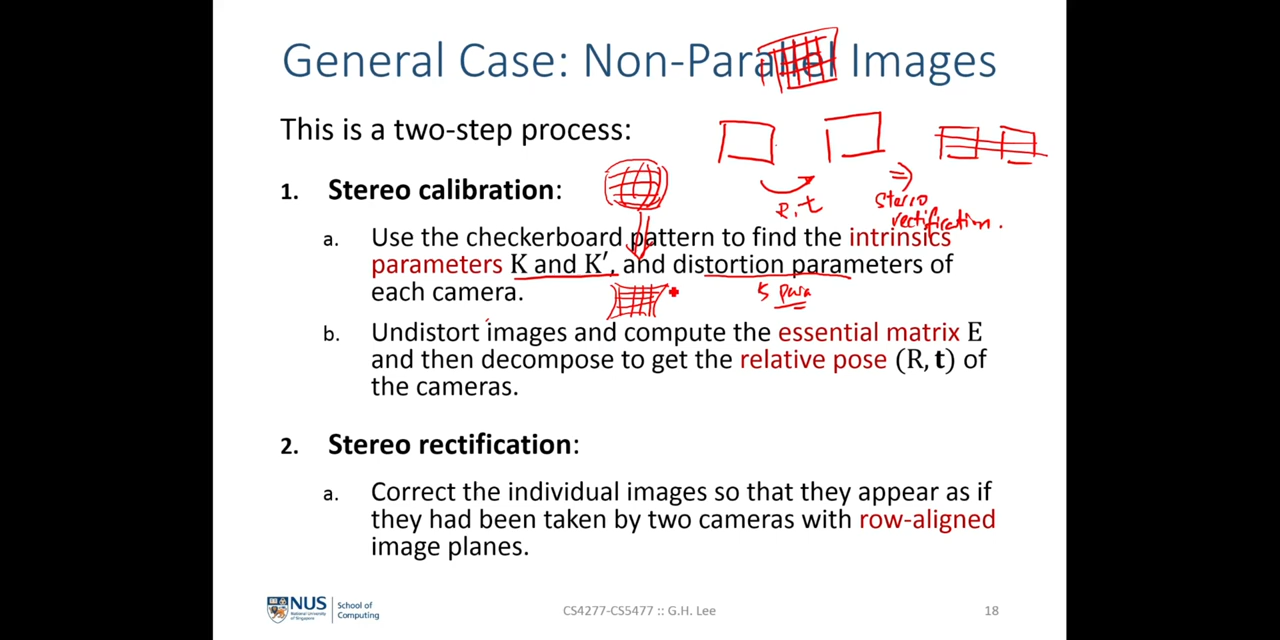 General Case: Non-Parallel Images
This is a two-step process:
R, t
⇒
Stereo
rectification.
1. Stereo calibration:
a. Use the checkerboard pattern to find the intrinsics
parameters K and K′, and distortion parameters of
each camera.
5 para
b. Undistort images and compute the essential matrix E
and then decompose to get the relative pose (R, t) of
the cameras.
2. Stereo rectification:
a. Correct the individual images so that they appear as if
they had been taken by two cameras with row-aligned
image planes.
NUS
National University
of Singapore
School of
Computing
CS4277-CS5477 :: G.H. Lee
18